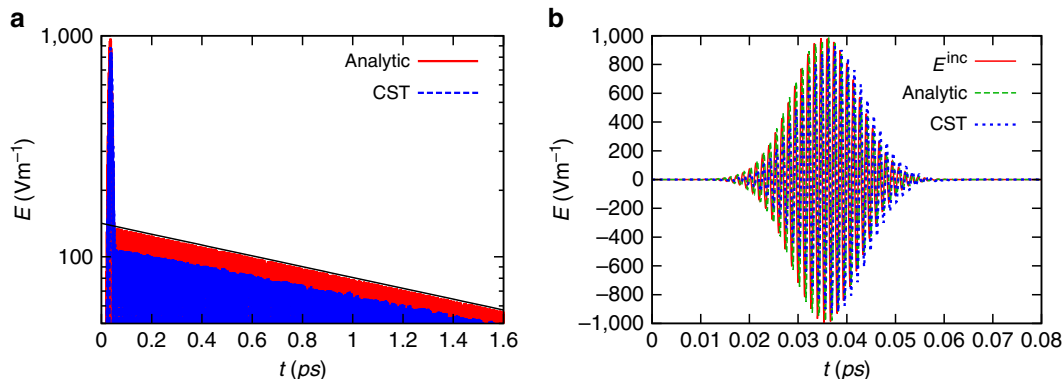 a
1,000
100
E (Vm−1)
Analytic
CST
0 0.2 0.4 0.6 0.8 1 1.2 1.4 1.6
t (ps)
b
1,000
800
600
400
200
0
−200
−400
−600
−800
−1,000
E (Vm−1)
Einc
Analytic
CST
0 0.01 0.02 0.03 0.04 0.05 0.06 0.07 0.08
t (ps)